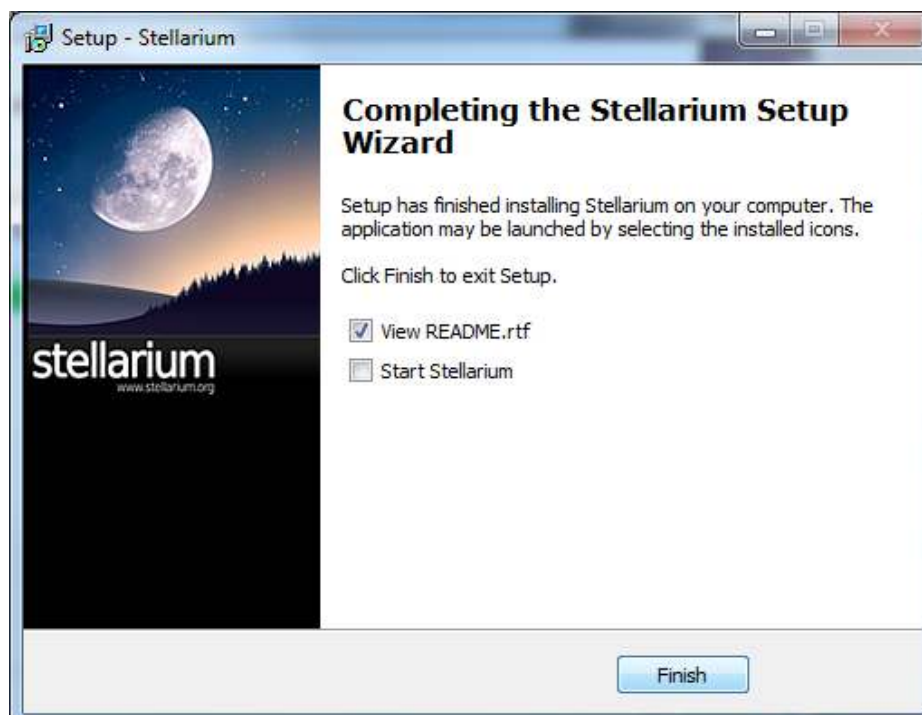 Setup - Stellarium
Completing the Stellarium Setup
Wizard
Setup has finished installing Stellarium on your computer. The
application may be launched by selecting the installed icons.
Click Finish to exit Setup.
View README.rtf
Start Stellarium
stellarium
www.stellarium.org
Finish